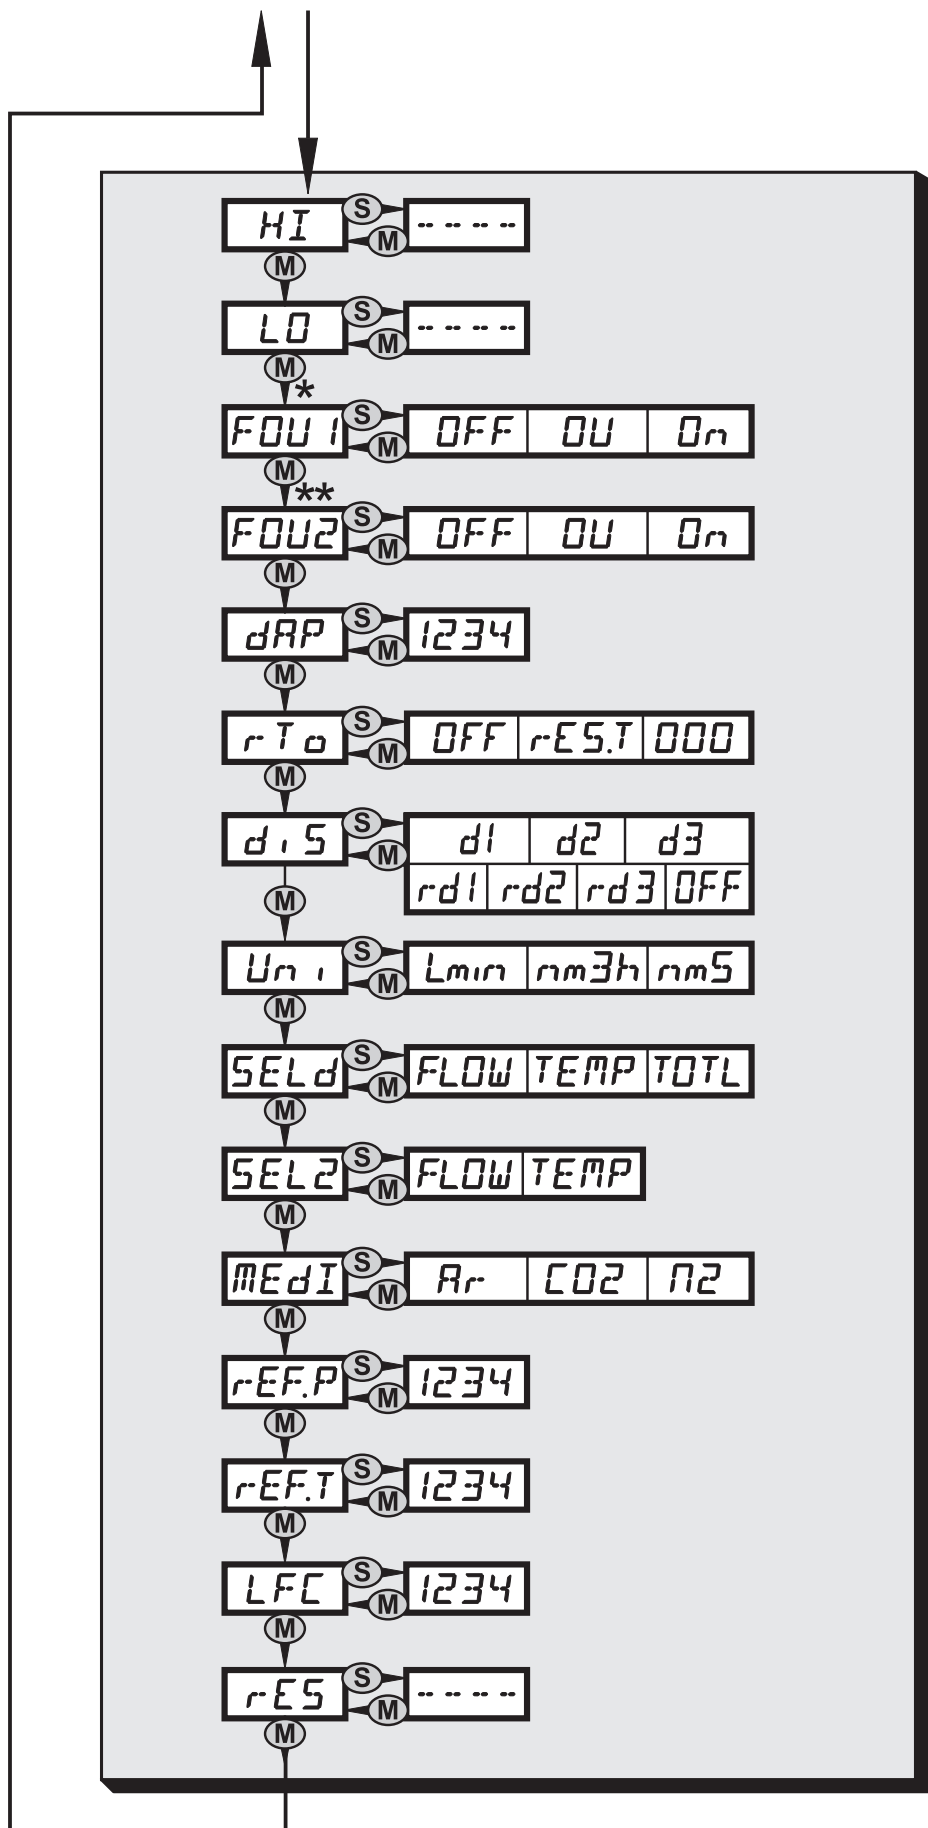 HI S M - - - -
M
LO S M - - - -
M *
FOU1 S M OFF OU On
M **
FOU2 S M OFF OU On
M
dAP S M 1234
M
rTo S M OFF rES.T 000
M
diS S M d1 d2 d3
rd1 rd2 rd3 OFF
M
Uni S M Lmin nm3h nmS
M
SELd S M FLOW TEMP TOTL
M
SEL2 S M FLOW TEMP
M
MEdI S M Ar CO2 N2
M
rEF.P S M 1234
M
rEF.T S M 1234
M
LFC S M 1234
M
rES S M - - - -
M